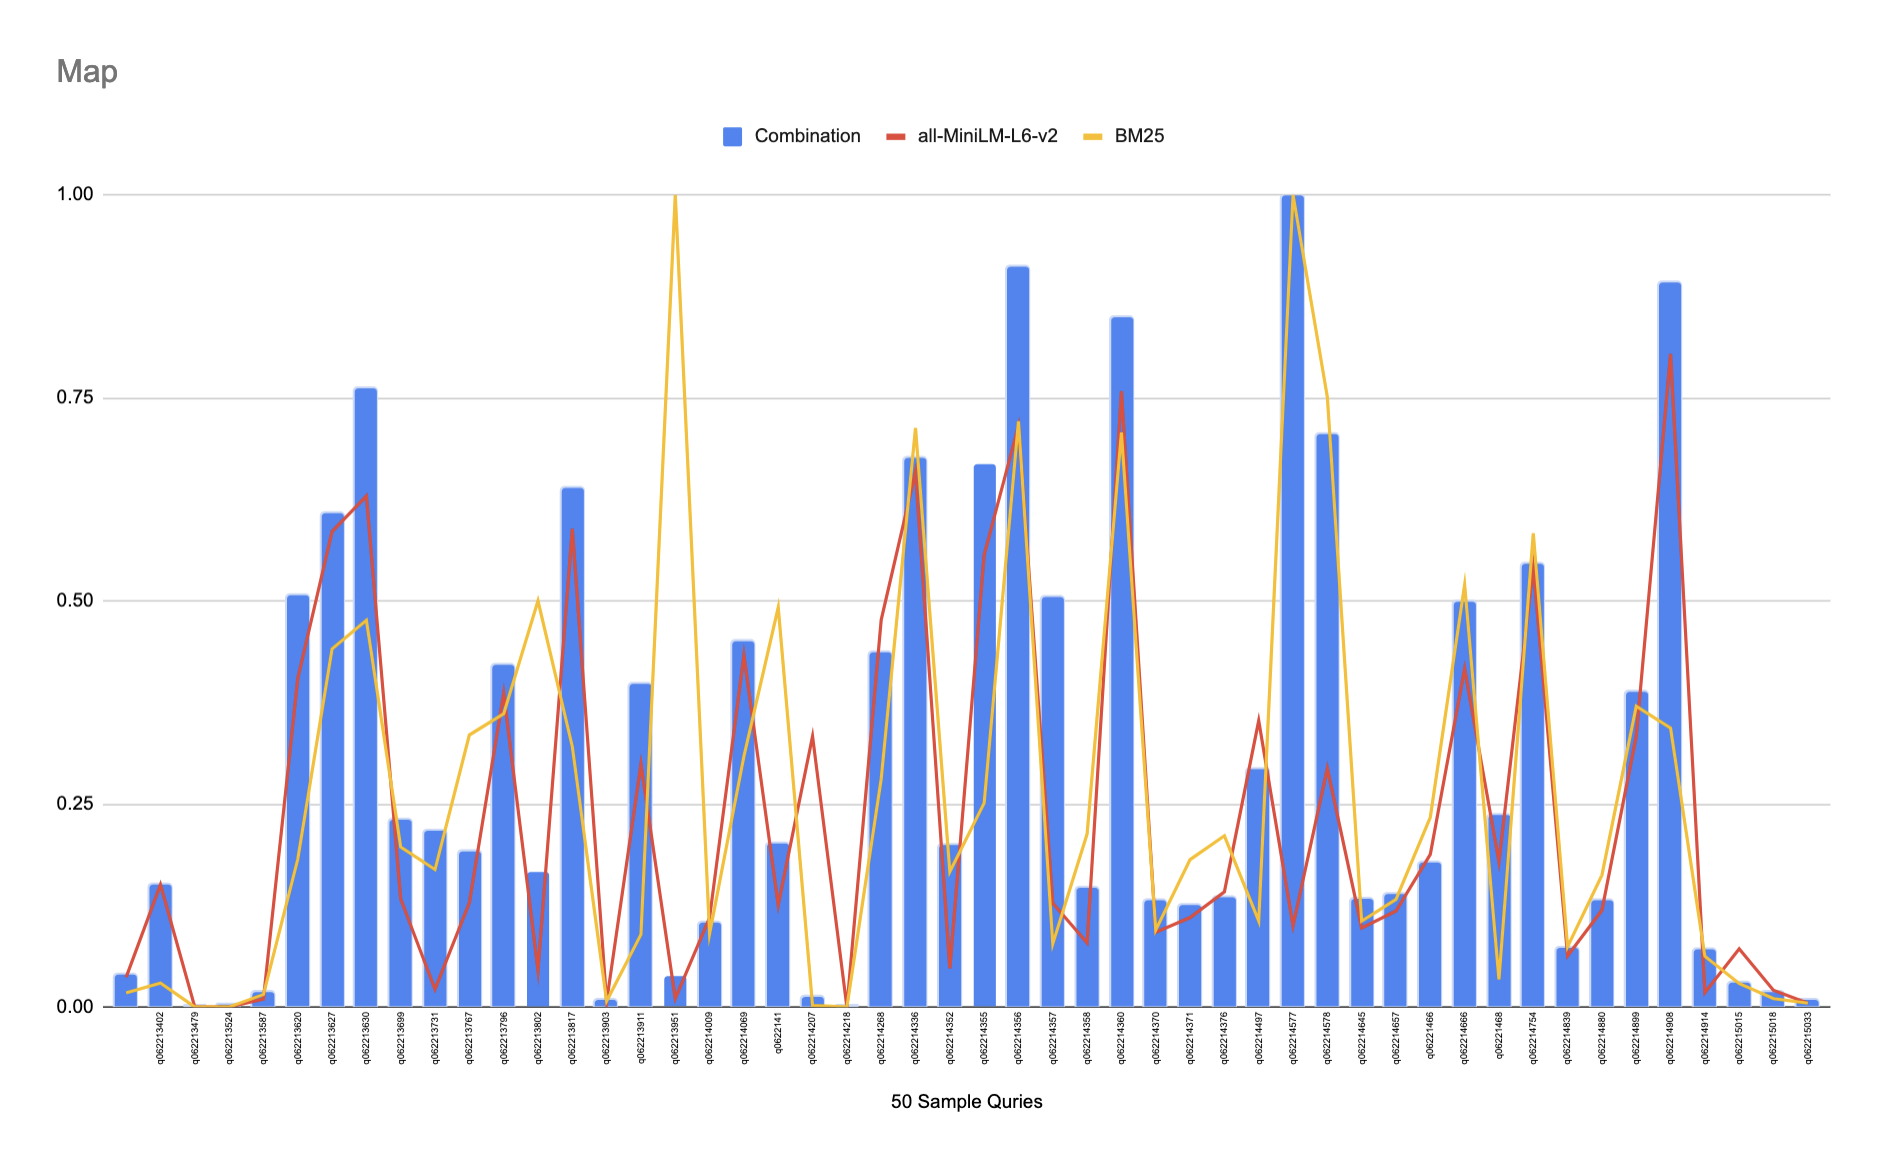 Map
Combination all-MiniLM-L6-v2 BM25
1.00
0.75
0.50
0.25
0.00
q062213402
q062213479
q062213524
q062213587
q062213620
q062213627
q062213630
q062213699
q062213731
q062213767
q062213796
q062213802
q062213817
q062213903
q062213911
q062213951
q062214009
q062214069
q0622141
q062214207
q062214218
q062214268
q062214336
q062214352
q062214355
q062214356
q062214357
q062214358
q062214360
q062214370
q062214371
q062214376
q062214497
q062214577
q062214578
q062214645
q062214657
q06221466
q062214666
q06221468
q062214754
q062214839
q062214880
q062214899
q062214908
q062214914
q062215015
q062215018
q062215033
50 Sample Quries